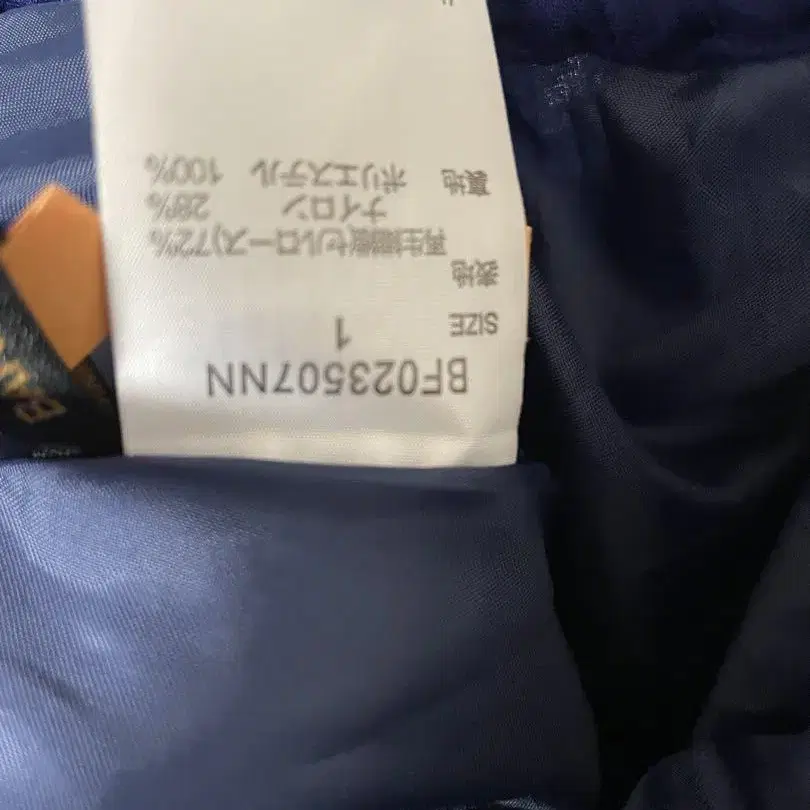 BF023507NN
SIZE 1
表地
再生繊維(セルロース)72%
ナイロン 28%
裏地 ポリエステル 100%